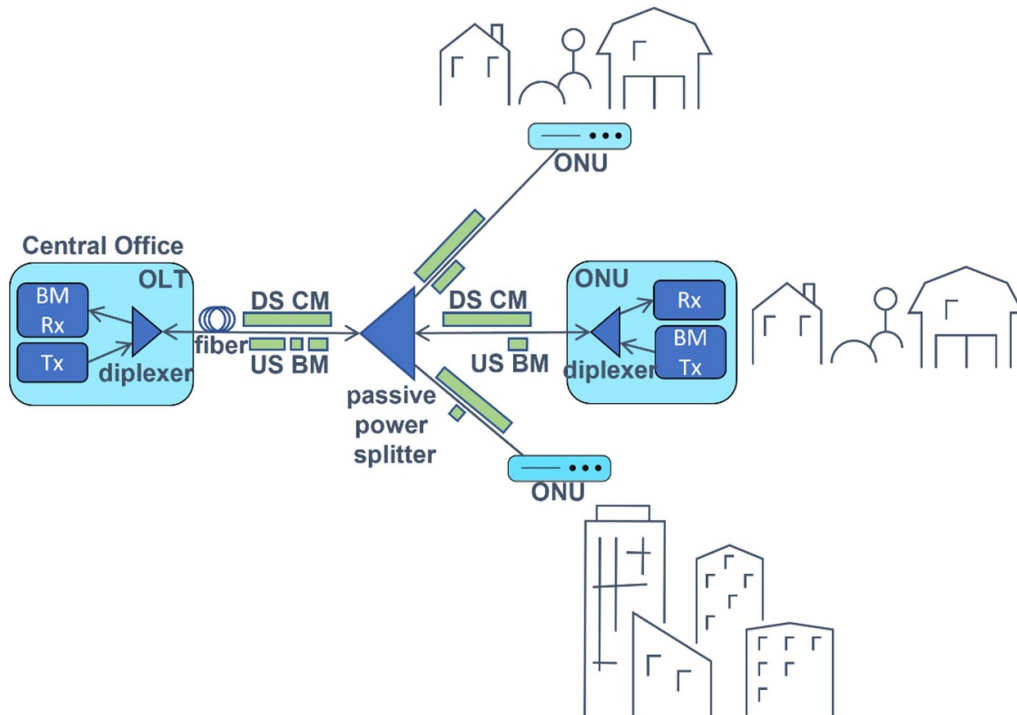 ONU
Central Office
OLT
BM
Rx
Tx
diplexer
fiber
DS CM
US BM
passive
power
splitter
DS CM
US BM
ONU
Rx
BM
Tx
diplexer
ONU